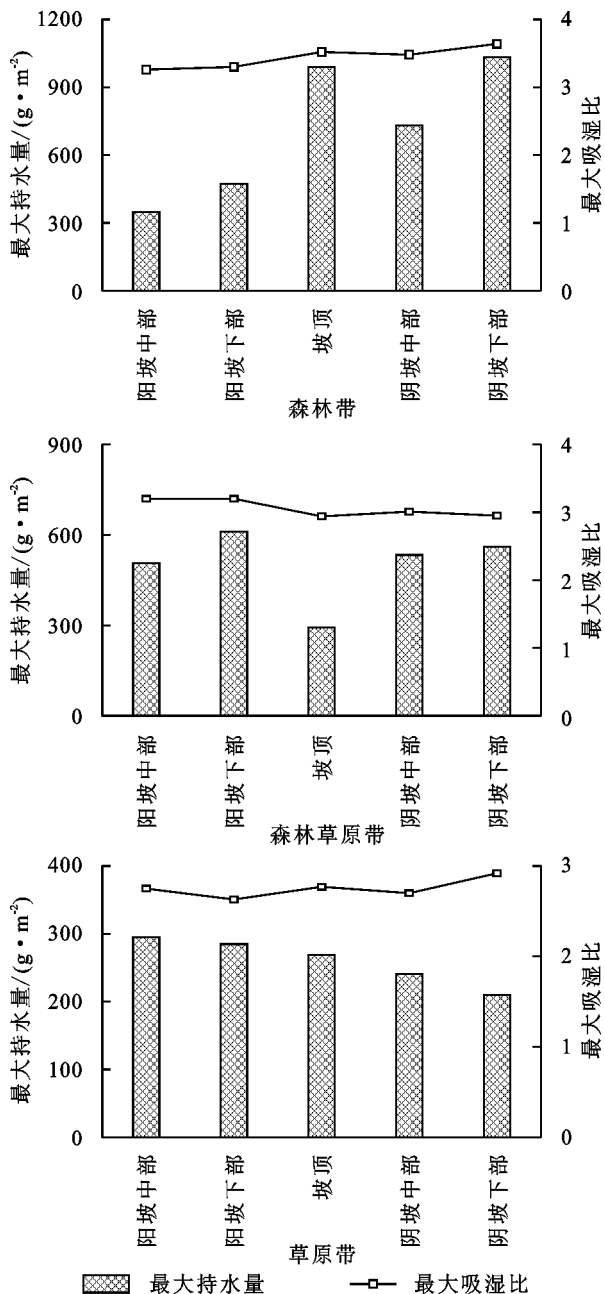 最大持水量/(g·m⁻²)
1200
900
600
300
0
4
3
2
1
0
最大吸湿比
阳坡中部
阳坡下部
坡顶
阴坡中部
阴坡下部
森林带
最大持水量/(g·m⁻²)
900
600
300
0
4
3
2
1
0
最大吸湿比
阳坡中部
阳坡下部
坡顶
阴坡中部
阴坡下部
森林草原带
最大持水量/(g·m⁻²)
400
300
200
100
0
3
2
1
0
最大吸湿比
阳坡中部
阳坡下部
坡顶
阴坡中部
阴坡下部
草原带
最大持水量
最大吸湿比